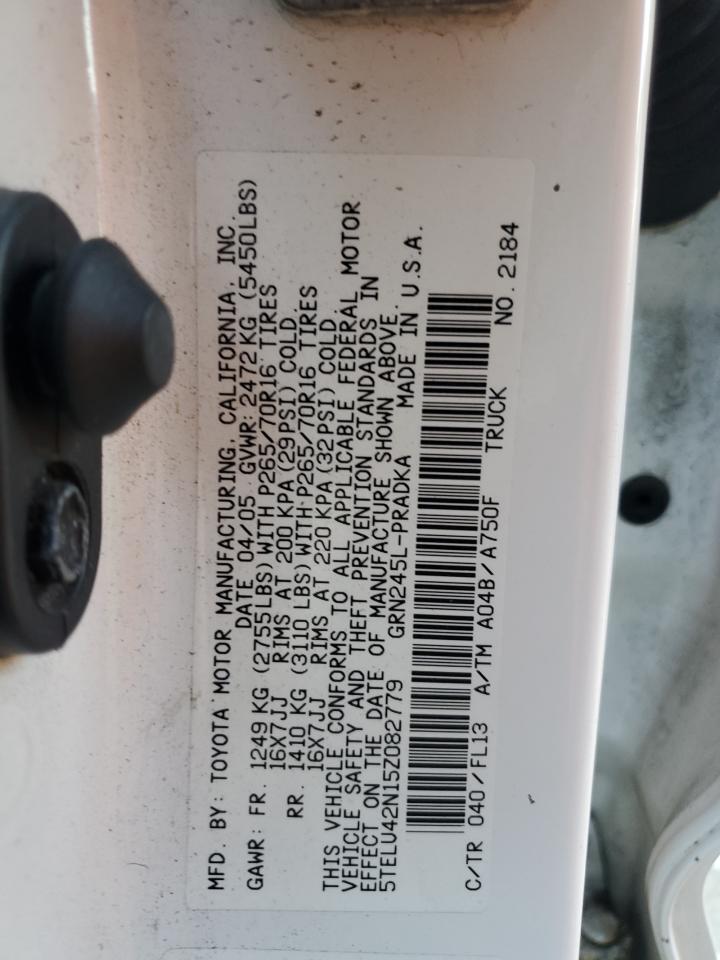 MFD. BY: TOYOTA MOTOR MANUFACTURING, CALIFORNIA, INC.
DATE 04/05 GVWR: 2472 KG (5450LBS)
GAWR: FR. 1249 KG (2755LBS) WITH P265/70R16 TIRES
16X7JJ RIMS AT 200 KPA (29PSI) COLD.
RR. 1410 KG (3110 LBS) WITH P265/70R16 TIRES
16X7JJ RIMS AT 220 KPA (32PSI) COLD
THIS VEHICLE CONFORMS TO ALL APPLICABLE FEDERAL MOTOR
VEHICLE SAFETY AND THEFT PREVENTION STANDARDS IN
EFFECT ON THE DATE OF MANUFACTURE SHOWN ABOVE.
5TELU42N15Z082779 GRN245L-PRADKA MADE IN U.S.A.
C/TR 040/FL13 A/TM A04B/A750F TRUCK NO. 2184